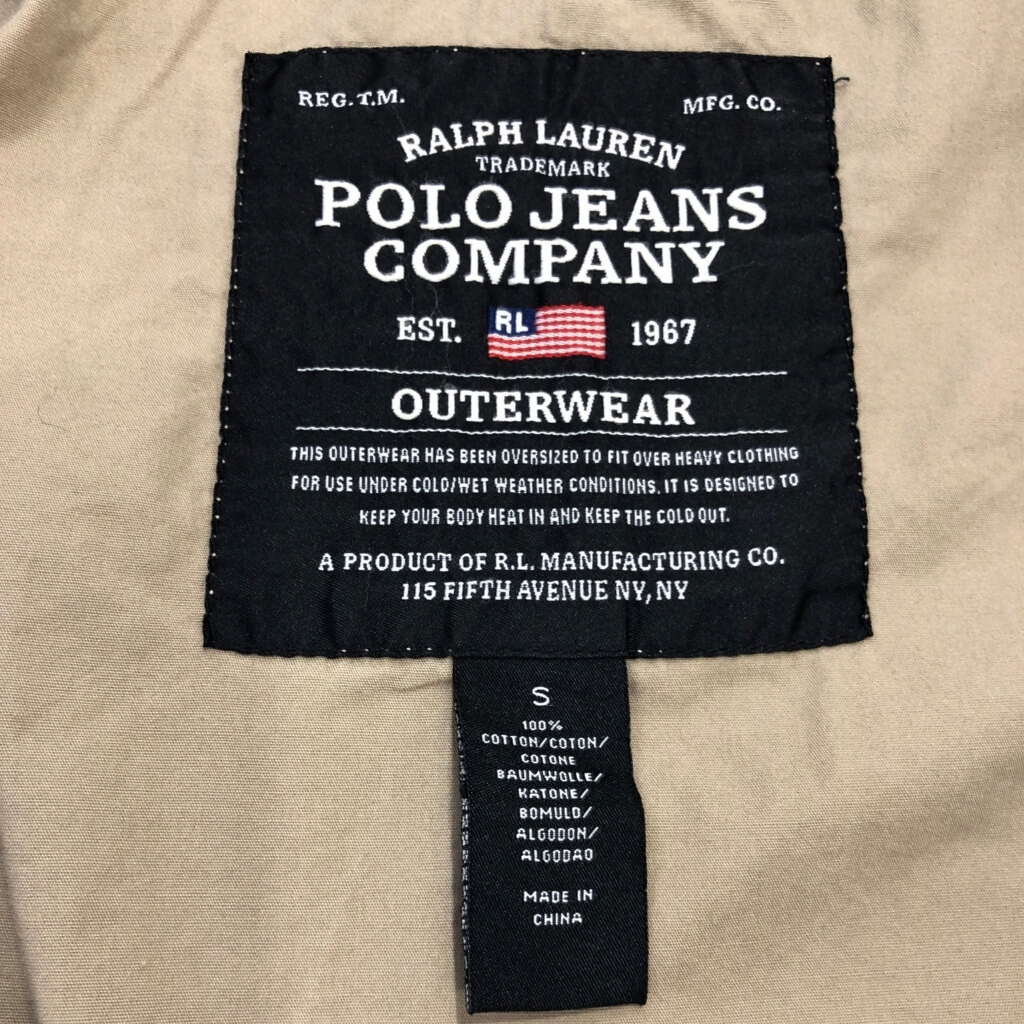 REG. T.M. MFG. CO.
RALPH LAUREN
TRADEMARK
POLO JEANS
COMPANY
EST. RL 1967
OUTERWEAR
THIS OUTERWEAR HAS BEEN OVERSIZED TO FIT OVER HEAVY CLOTHING
FOR USE UNDER COLD/WET WEATHER CONDITIONS. IT IS DESIGNED TO
KEEP YOUR BODY HEAT IN AND KEEP THE COLD OUT.
A PRODUCT OF R.L. MANUFACTURING CO.
115 FIFTH AVENUE NY, NY
S
100%
COTTON/COTON/
COTONE
BAUMWOLLE/
KATONE/
BOMULD/
ALGODON/
ALGODAO
MADE IN
CHINA